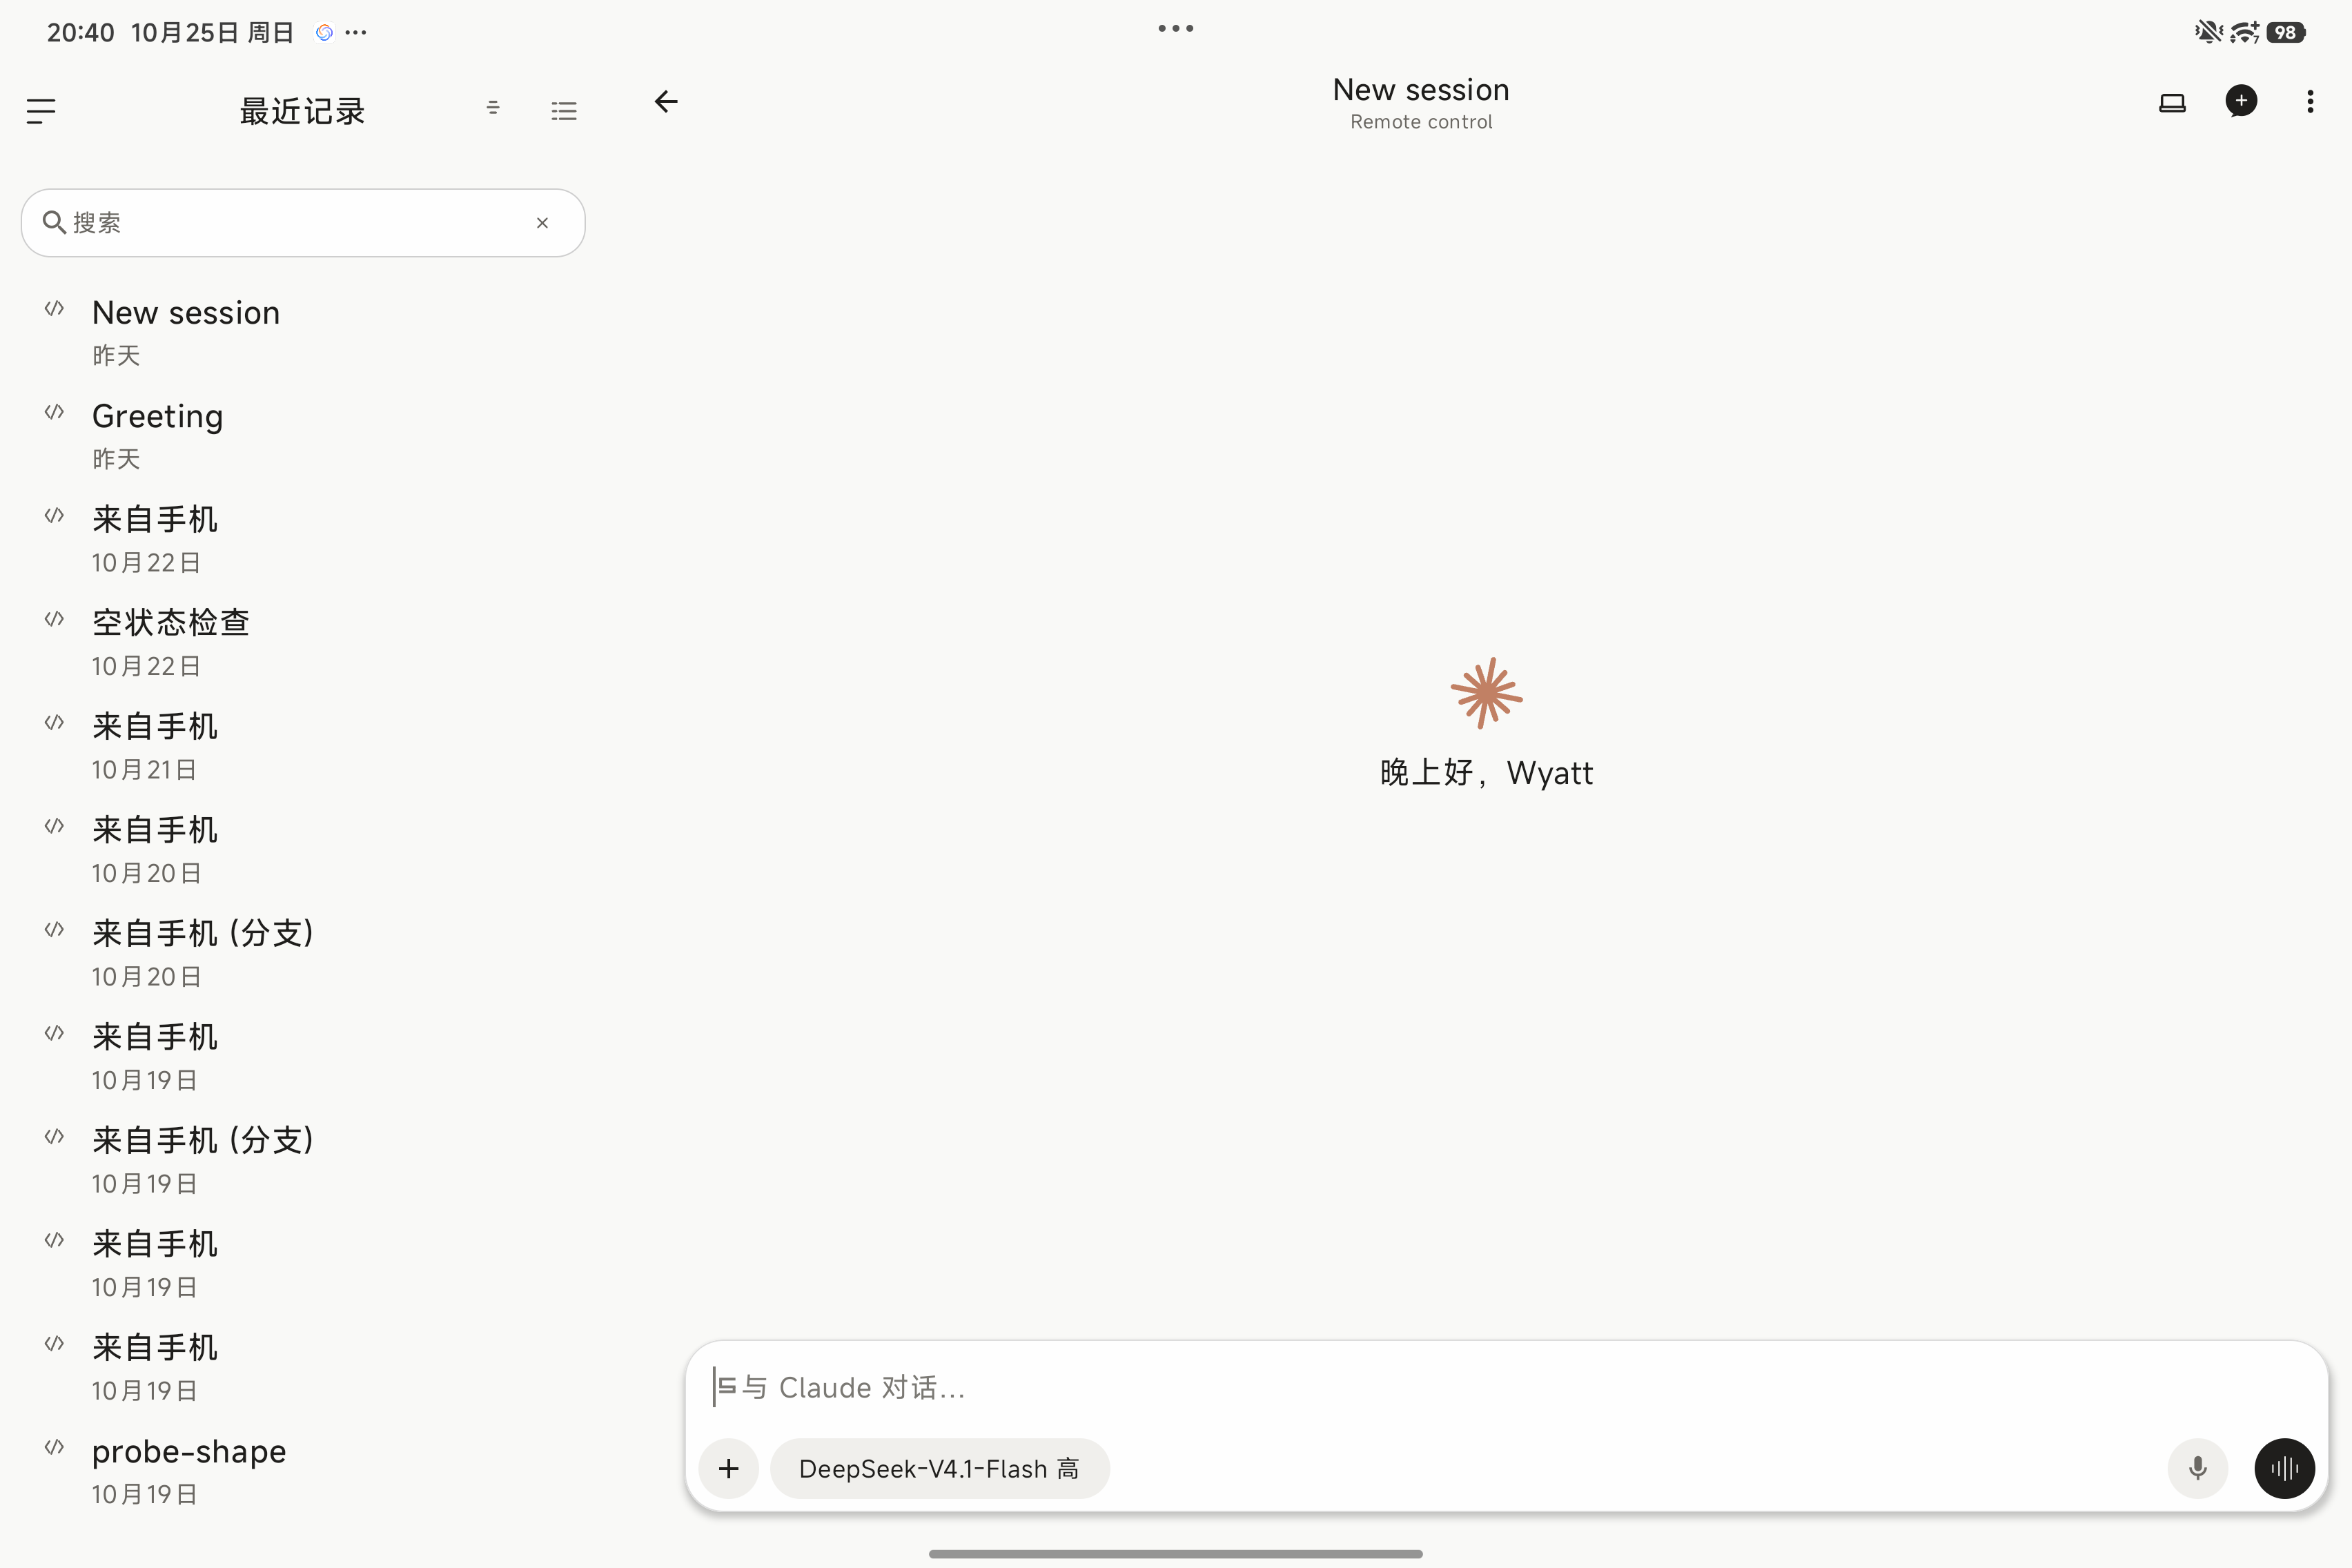 20:40 10月25日 周日
98
最近记录
搜索
New session
昨天
Greeting
昨天
来自手机
10月22日
空状态检查
10月22日
来自手机
10月21日
来自手机
10月20日
来自手机 (分支)
10月20日
来自手机
10月19日
来自手机 (分支)
10月19日
来自手机
10月19日
来自手机
10月19日
probe-shape
10月19日
New session
Remote control
晚上好，Wyatt
与 Claude 对话...
DeepSeek-V4.1-Flash 高